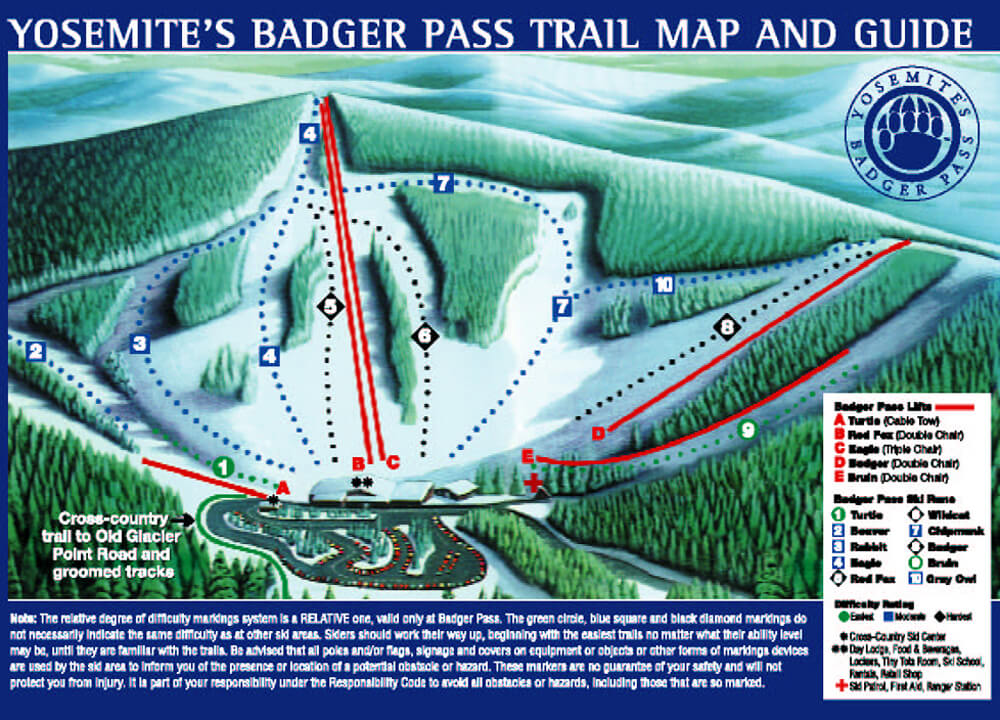 YOSEMITE'S BADGER PASS TRAIL MAP AND GUIDE
YOSEMITE'S
BADGER PASS
4
7
10
7
5
8
6
3
2
4
9
D
E
B
C
1
A
Cross-country
trail to Old Glacier
Point Road and
groomed tracks
Badger Pass Lifts
A Turtle (Cable Tow)
B Red Fox (Double Chair)
C Eagle (Triple Chair)
D Badger (Double Chair)
E Bruin (Double Chair)
Badger Pass Ski Runs
1 Turtle
2 Beaver
3 Rabbit
4 Eagle
Red Fox
Wildcat
7 Chipmunk
Badger
Bruin
10 Grey Owl
Difficulty Rating
Easiest Moderate Hardest
Cross-Country Ski Center
Day Lodge, Food & Beverages,
Lockers, Tiny Tots Room, Ski School,
Rentals, Retail Shop
Ski Patrol, First Aid, Ranger Station
Note: The relative degree of difficulty markings system is a RELATIVE one, valid only at Badger Pass. The green circle, blue square and black diamond markings do
not necessarily indicate the same difficulty as at other ski areas. Skiers should work their way up, beginning with the easiest trails no matter what their ability level
may be, until they are familiar with the trails. Be advised that all poles and/or flags, signage and covers on equipment or objects or other forms of markings devices
are used by the ski area to inform you of the presence or location of a potential obstacle or hazard. These markers are no guarantee of your safety and will not
protect you from injury. It is part of your responsibility under the Responsibility Code to avoid all obstacles or hazards, including those that are so marked.